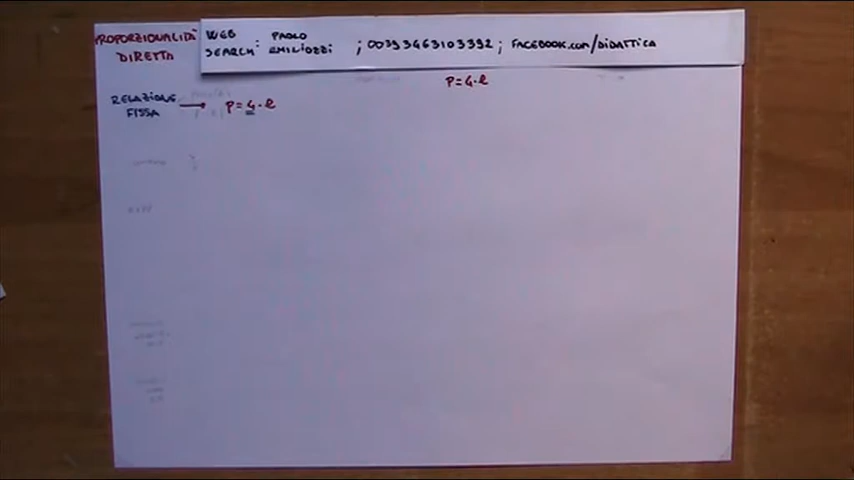 PROPORZIONALITÀ
DIRETTA
WEB PAOLO
SEARCH: EMILIOZZI ; 00393463103392 ; FACEBOOK.COM/DIDATTICA
P=4·l
RELAZIONE
FISSA → P=4·l